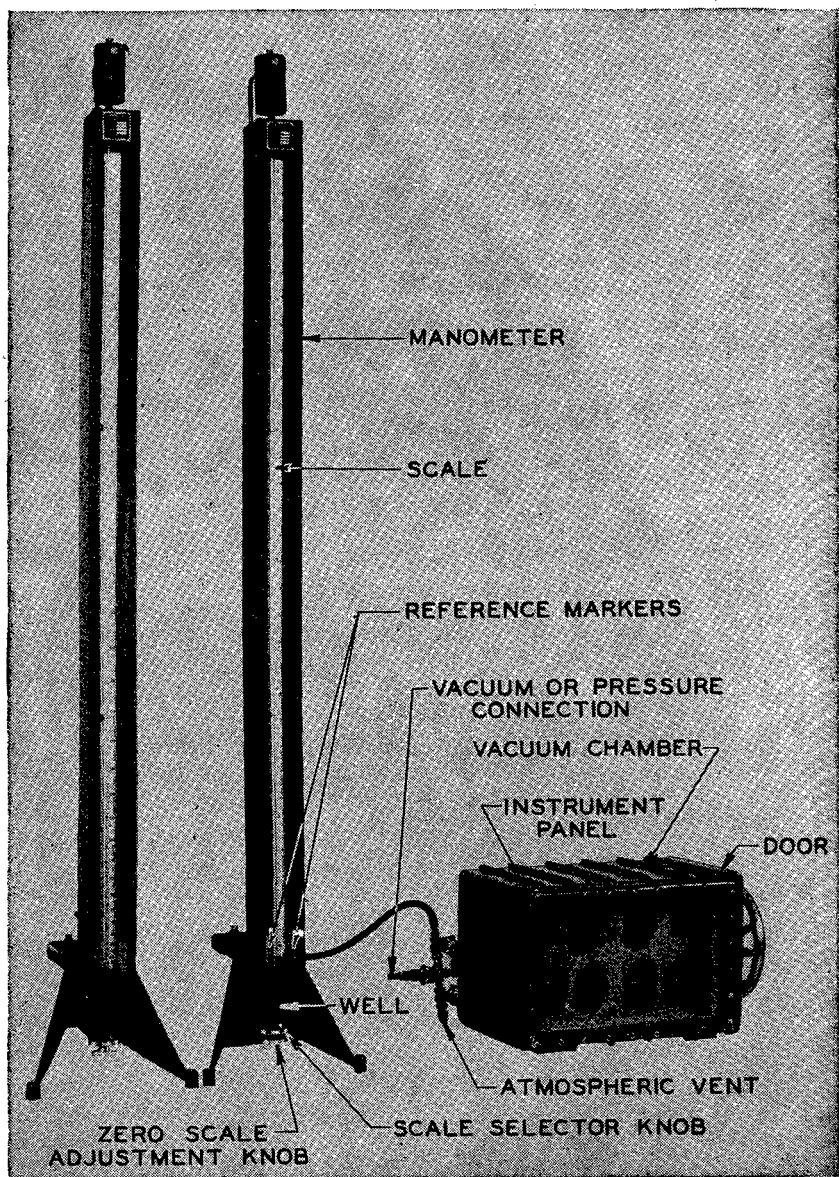 MANOMETER
SCALE
REFERENCE MARKERS
VACUUM OR PRESSURE
CONNECTION
VACUUM CHAMBER
INSTRUMENT
PANEL
DOOR
WELL
ATMOSPHERIC VENT
ZERO SCALE
ADJUSTMENT KNOB
SCALE SELECTOR KNOB